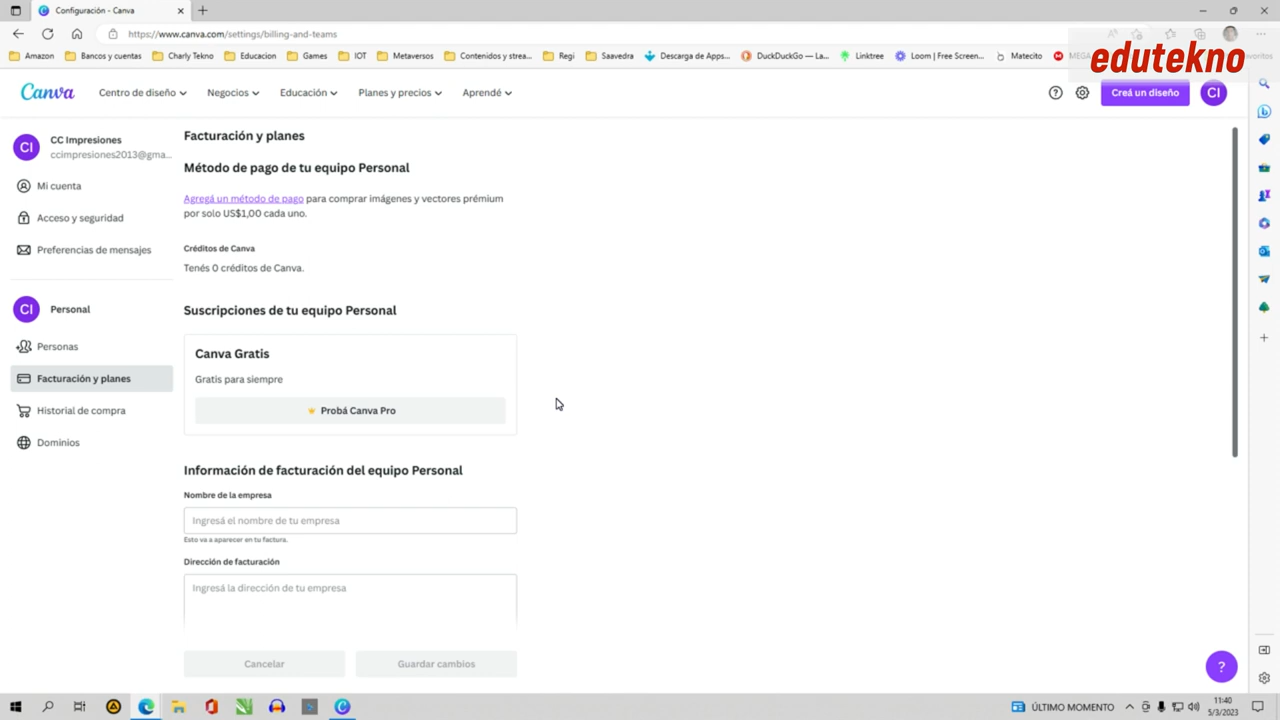 Configuración - Canva
https://www.canva.com/settings/billing-and-teams
Amazon
Bancos y cuentas
Charly Tekno
Educacion
Games
IOT
Metaversos
Contenidos y strea...
Regi
Saavedra
Descarga de Apps...
DuckDuckGo — La...
Linktree
Loom | Free Screen...
Matecito
MEGA
favoritos
edutekno
Canva
Centro de diseño
Negocios
Educación
Planes y precios
Aprendé
?
Creá un diseño
CI
CI
CC Impresiones
ccimpresiones2013@gma...
Mi cuenta
Acceso y seguridad
Preferencias de mensajes
CI
Personal
Personas
Facturación y planes
Historial de compra
Dominios
Facturación y planes
Método de pago de tu equipo Personal
Agregá un método de pago para comprar imágenes y vectores prémium
por solo US$1,00 cada uno.
Créditos de Canva
Tenés 0 créditos de Canva.
Suscripciones de tu equipo Personal
Canva Gratis
Gratis para siempre
Probá Canva Pro
Información de facturación del equipo Personal
Nombre de la empresa
Ingresá el nombre de tu empresa
Esto va a aparecer en tu factura.
Dirección de facturación
Ingresá la dirección de tu empresa
Cancelar
Guardar cambios
?
ÚLTIMO MOMENTO
11:40
5/3/2023